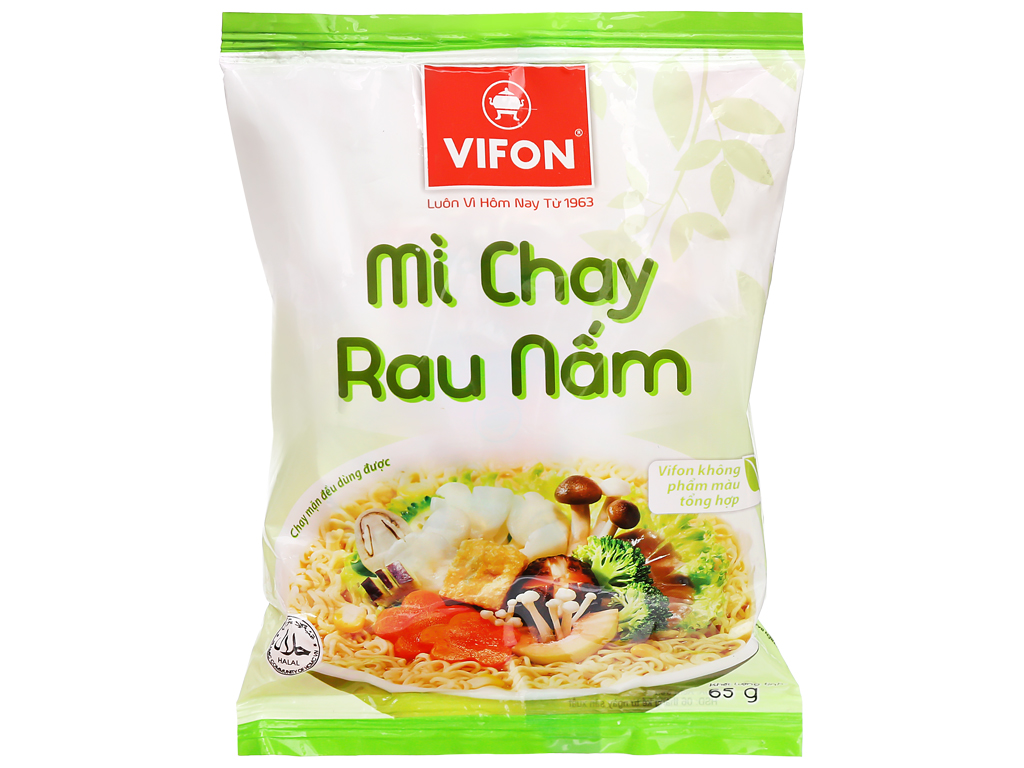 VIFON®
Luôn Vì Hôm Nay Từ 1963
Mì Chay
Rau Nấm
Chay mặn đều dùng được
Vifon không
phẩm màu
tổng hợp
HALAL
65 g